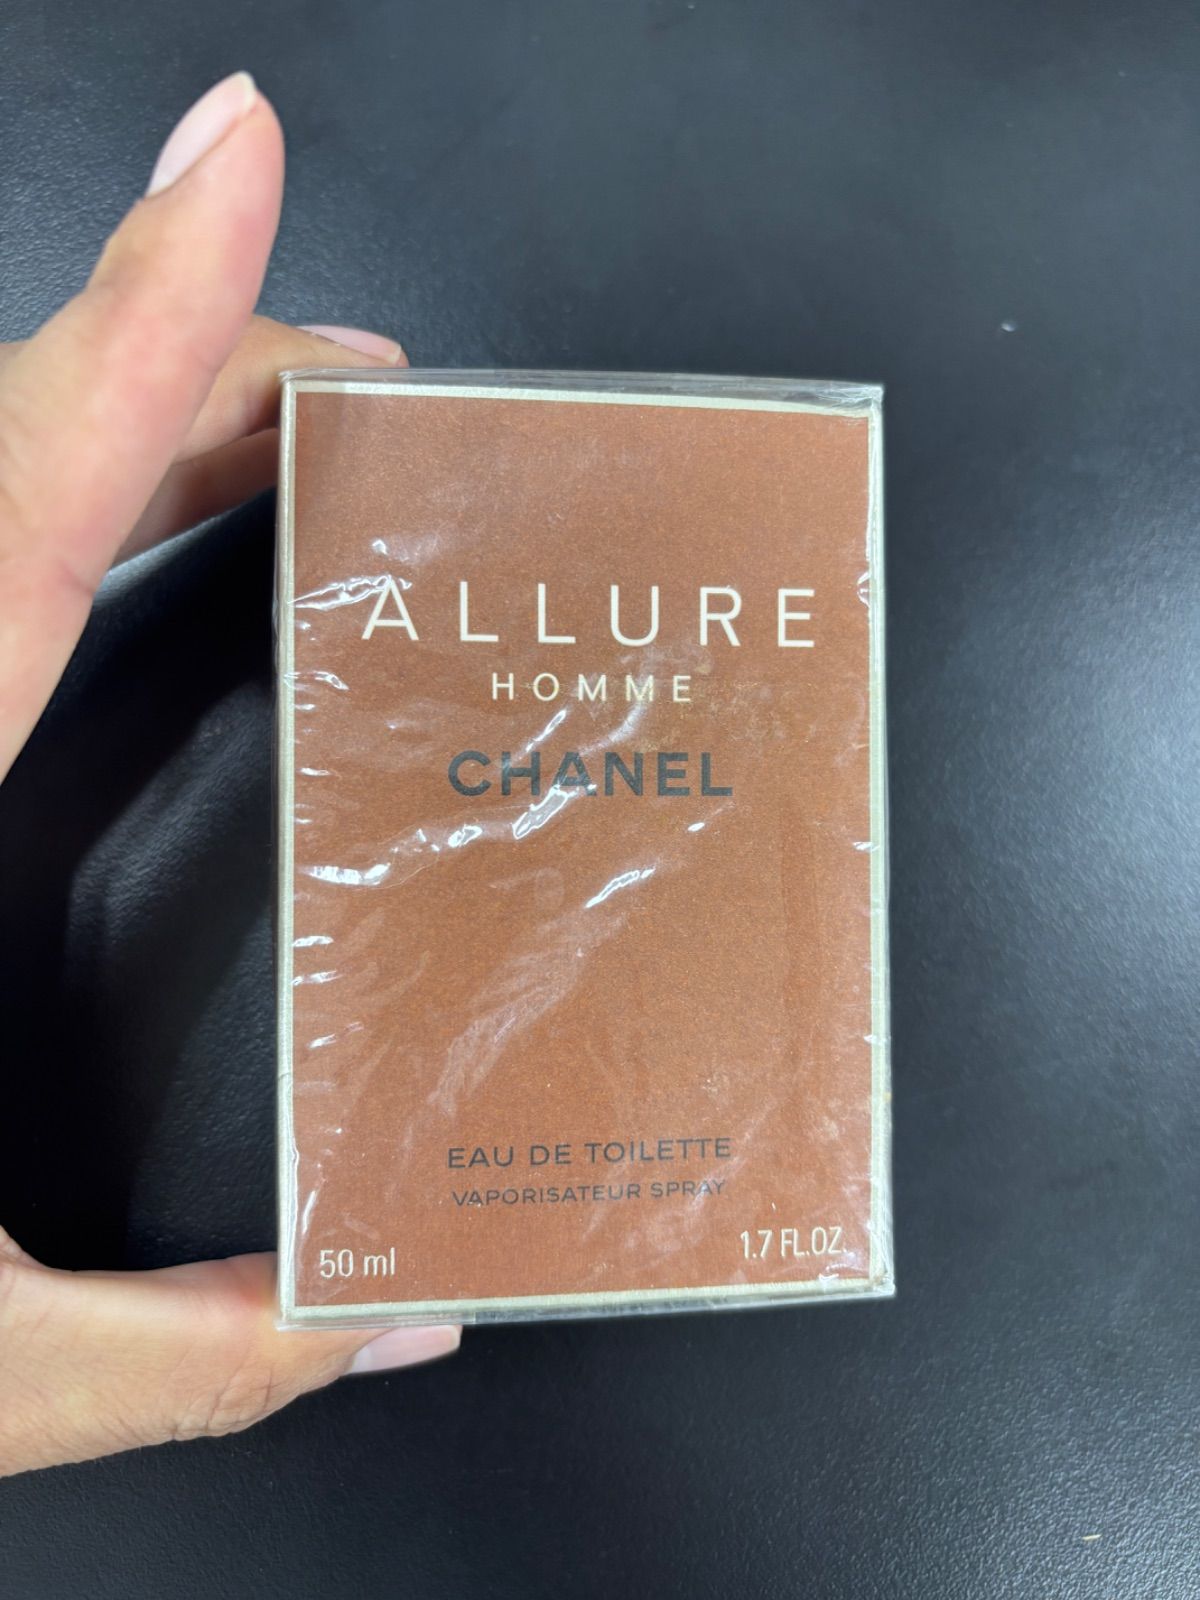 ALLURE
HOMME
CHANEL
EAU DE TOILETTE
VAPORISATEUR SPRAY
50 ml
1.7 FL.OZ.